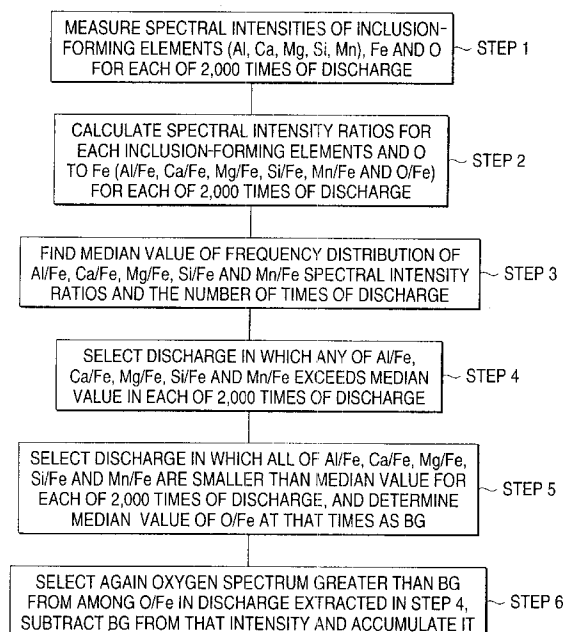 MEASURE SPECTRAL INTENSITIES OF INCLUSION-
FORMING ELEMENTS (Al, Ca, Mg, Si, Mn), Fe AND O
FOR EACH OF 2,000 TIMES OF DISCHARGE
STEP 1
CALCULATE SPECTRAL INTENSITY RATIOS FOR
EACH INCLUSION-FORMING ELEMENTS AND O
TO Fe (Al/Fe, Ca/Fe, Mg/Fe, Si/Fe, Mn/Fe AND O/Fe)
FOR EACH OF 2,000 TIMES OF DISCHARGE
STEP 2
FIND MEDIAN VALUE OF FREQUENCY DISTRIBUTION OF
Al/Fe, Ca/Fe, Mg/Fe, Si/Fe AND Mn/Fe SPECTRAL INTENSITY
RATIOS AND THE NUMBER OF TIMES OF DISCHARGE
STEP 3
SELECT DISCHARGE IN WHICH ANY OF Al/Fe,
Ca/Fe, Mg/Fe, Si/Fe AND Mn/Fe EXCEEDS MEDIAN
VALUE IN EACH OF 2,000 TIMES OF DISCHARGE
STEP 4
SELECT DISCHARGE IN WHICH ALL OF Al/Fe, Ca/Fe, Mg/Fe,
Si/Fe AND Mn/Fe ARE SMALLER THAN MEDIAN VALUE FOR
EACH OF 2,000 TIMES OF DISCHARGE, AND DETERMINE
MEDIAN VALUE OF O/Fe AT THAT TIMES AS BG
STEP 5
SELECT AGAIN OXYGEN SPECTRUM GREATER THAN BG
FROM AMONG O/Fe IN DISCHARGE EXTRACTED IN STEP 4,
SUBTRACT BG FROM THAT INTENSITY AND ACCUMULATE IT
STEP 6